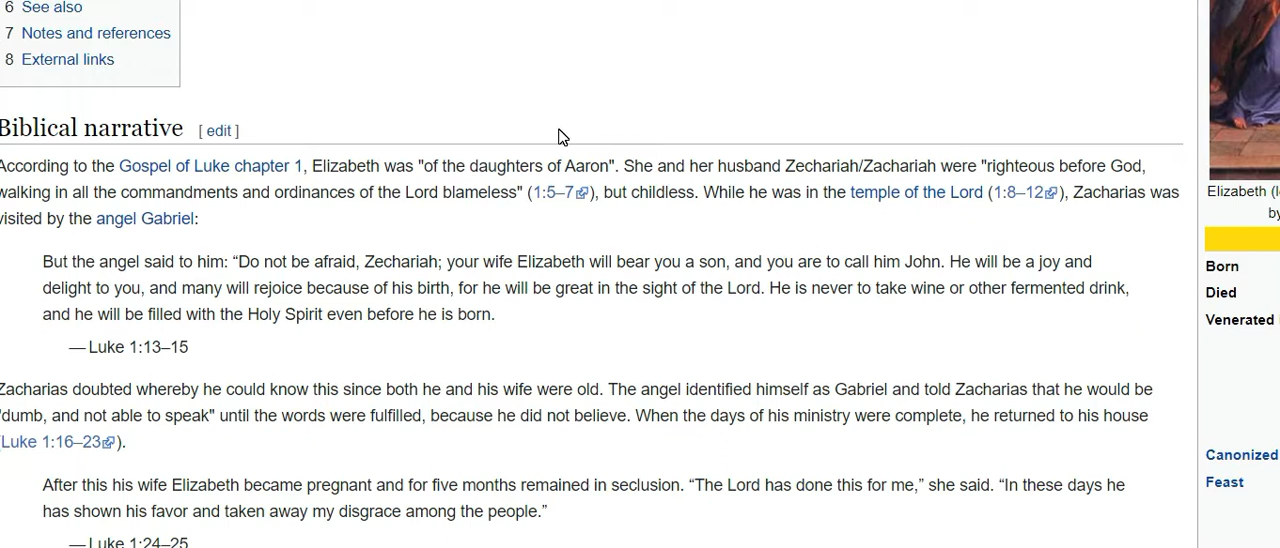 6 See also
7 Notes and references
8 External links
Biblical narrative [ edit ]
According to the Gospel of Luke chapter 1, Elizabeth was "of the daughters of Aaron". She and her husband Zechariah/Zachariah were "righteous before God,
walking in all the commandments and ordinances of the Lord blameless" (1:5–7), but childless. While he was in the temple of the Lord (1:8–12), Zacharias was
visited by the angel Gabriel:
But the angel said to him: “Do not be afraid, Zechariah; your wife Elizabeth will bear you a son, and you are to call him John. He will be a joy and
delight to you, and many will rejoice because of his birth, for he will be great in the sight of the Lord. He is never to take wine or other fermented drink,
and he will be filled with the Holy Spirit even before he is born.
— Luke 1:13–15
Zacharias doubted whereby he could know this since both he and his wife were old. The angel identified himself as Gabriel and told Zacharias that he would be
"dumb, and not able to speak" until the words were fulfilled, because he did not believe. When the days of his ministry were complete, he returned to his house
(Luke 1:16–23).
After this his wife Elizabeth became pregnant and for five months remained in seclusion. “The Lord has done this for me,” she said. “In these days he
has shown his favor and taken away my disgrace among the people.”
— Luke 1:24–25
Elizabeth (l
by
Born
Died
Venerated
Canonized
Feast